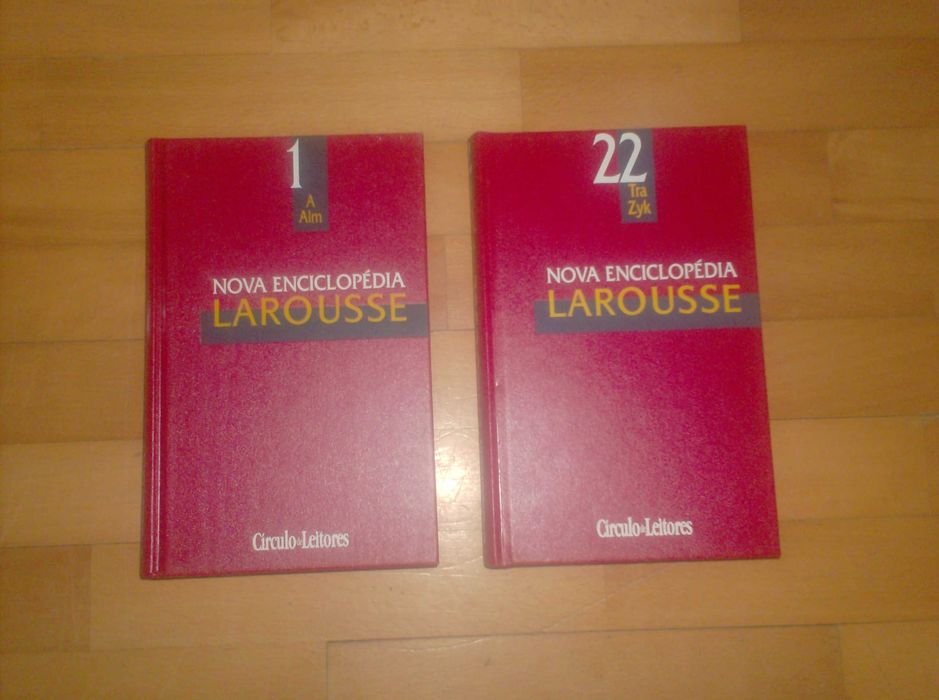 1
A
Alm
NOVA ENCICLOPÉDIA
LAROUSSE
Círculo de Leitores
22
Tra
Zyk
NOVA ENCICLOPÉDIA
LAROUSSE
Círculo de Leitores